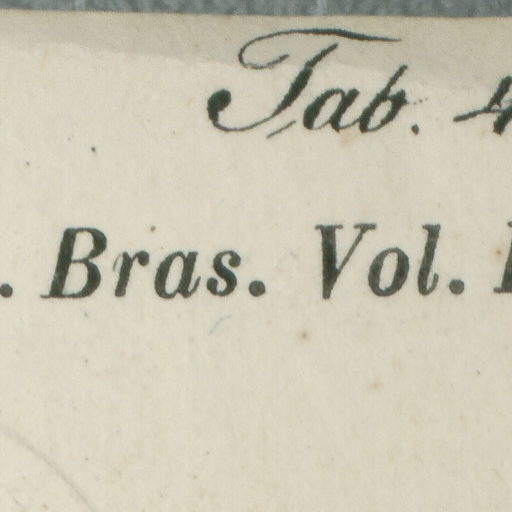 Tab. 4
. Bras. Vol.